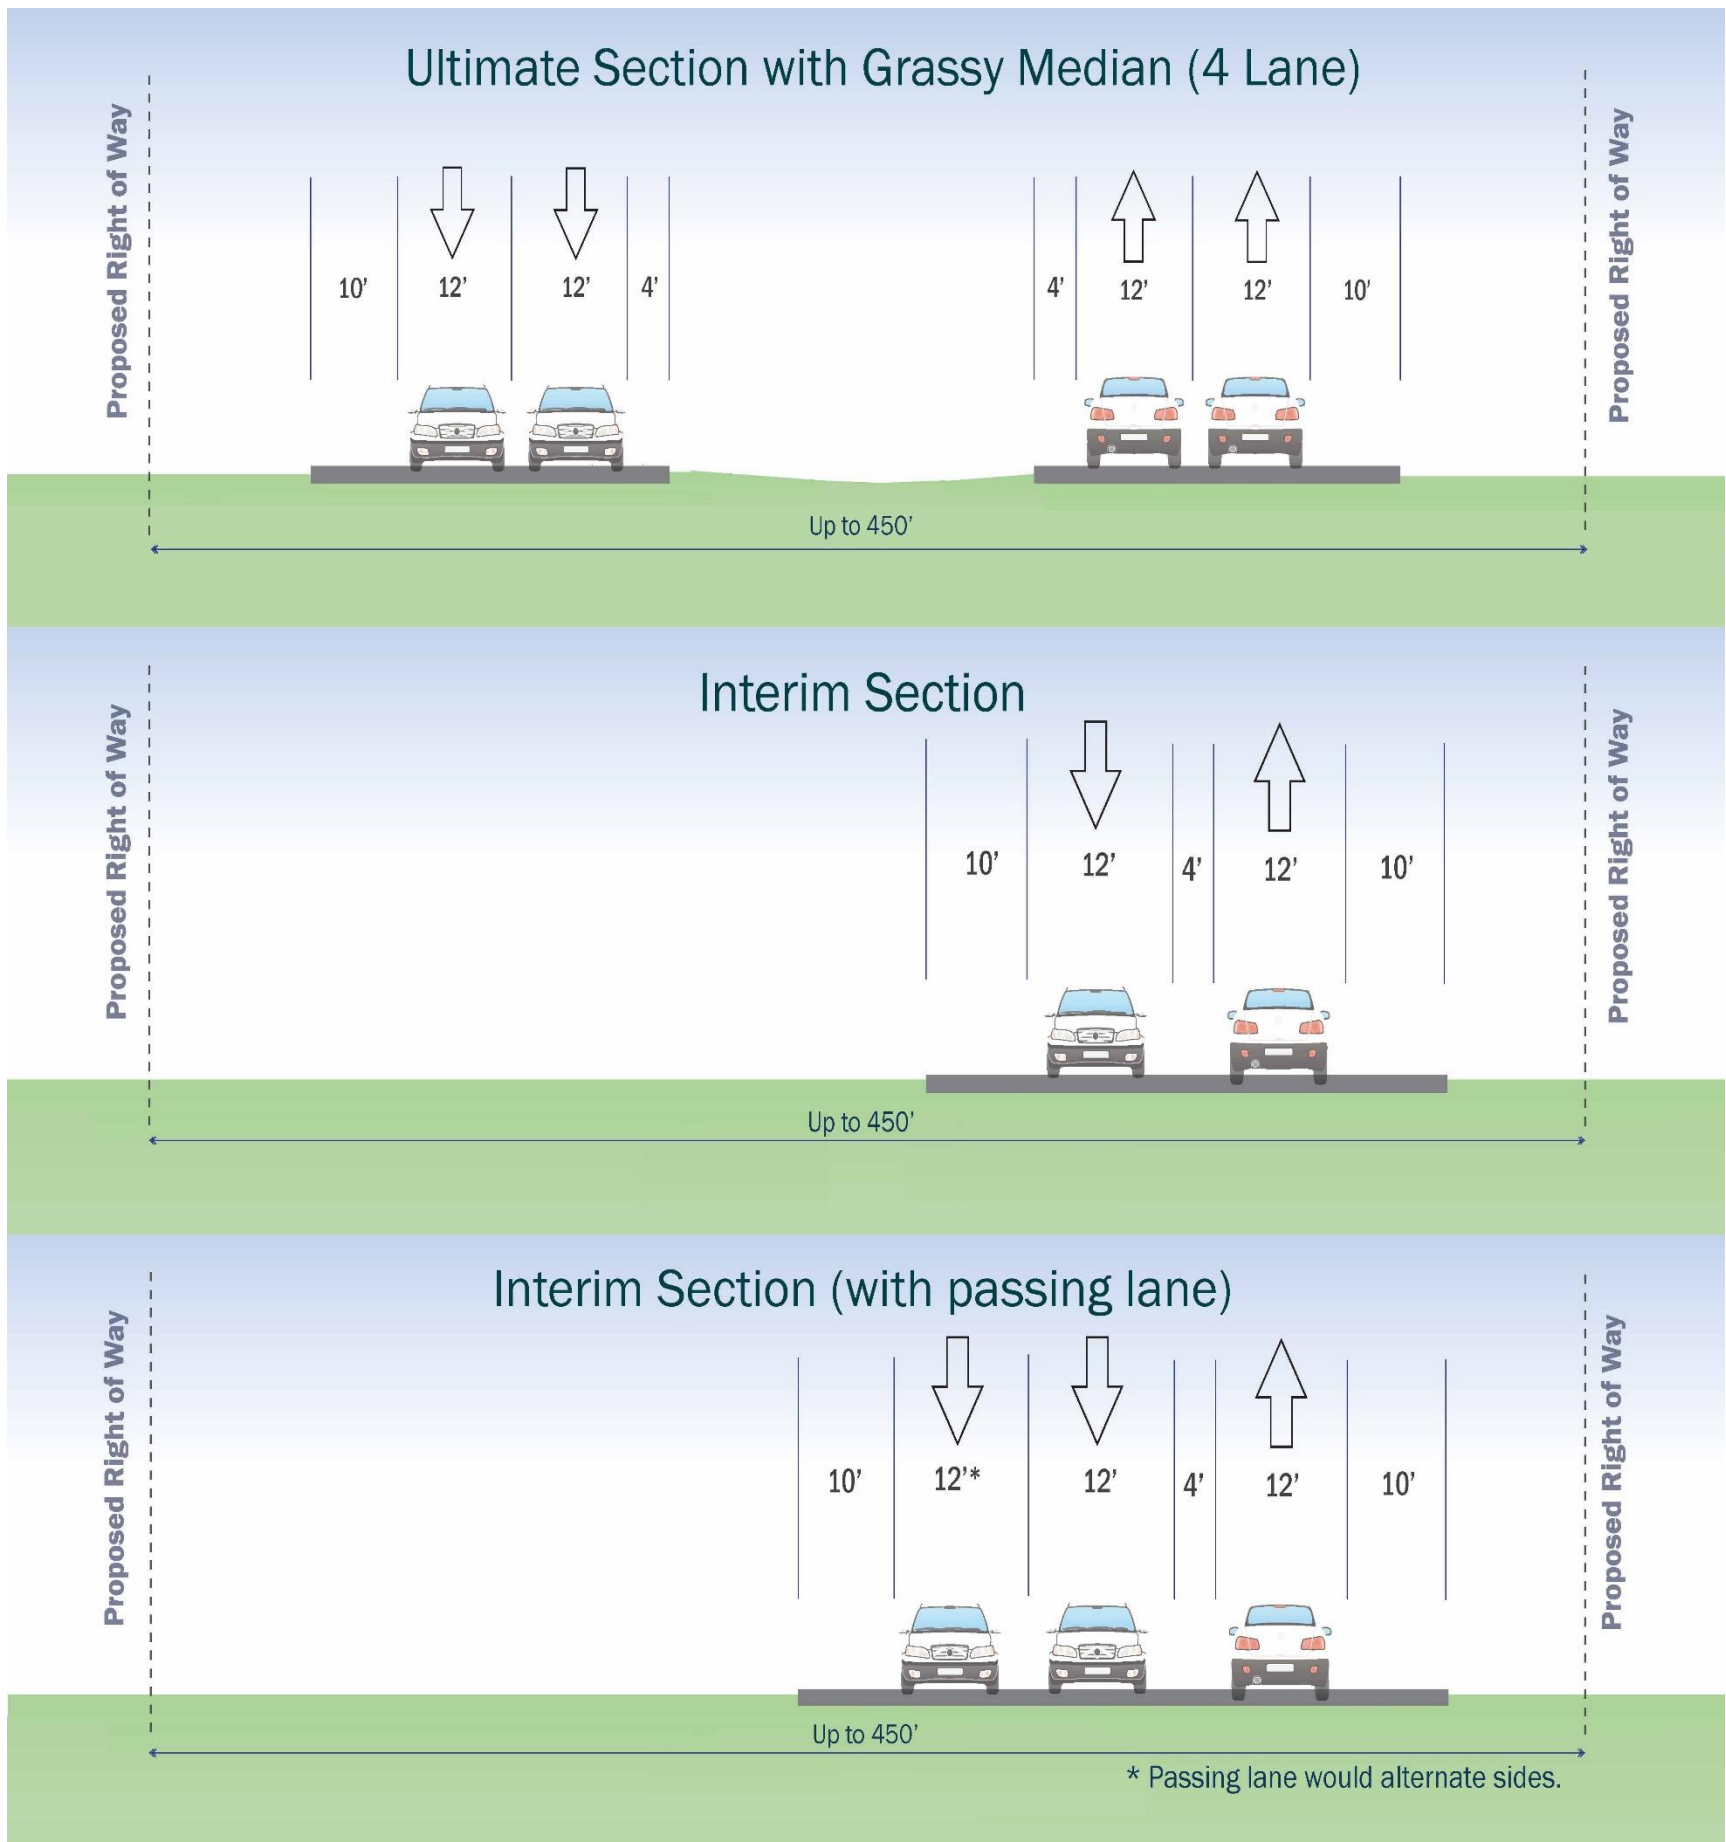 Ultimate Section with Grassy Median (4 Lane)
Proposed Right of Way
10’
12’
12’
4’
4’
12’
12’
10’
Proposed Right of Way
Up to 450’
Interim Section
Proposed Right of Way
10’
12’
4’
12’
10’
Proposed Right of Way
Up to 450’
Interim Section (with passing lane)
Proposed Right of Way
10’
12’*
12’
4’
12’
10’
Proposed Right of Way
Up to 450’
* Passing lane would alternate sides.